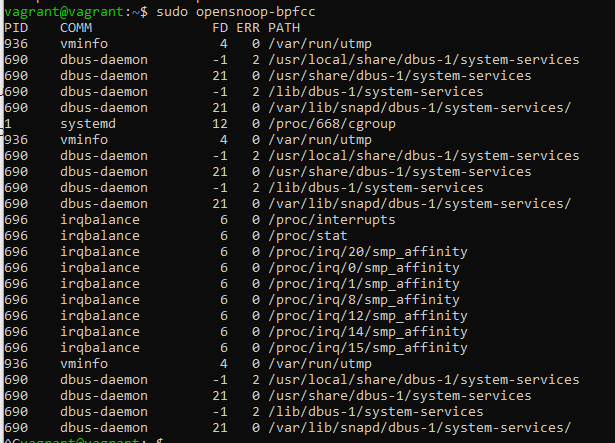 vagrant@vagrant:~$ sudo opensnoop-bpfcc
PID    COMM               FD ERR PATH
936    vminfo              4   0 /var/run/utmp
690    dbus-daemon        -1   2 /usr/local/share/dbus-1/system-services
690    dbus-daemon        21   0 /usr/share/dbus-1/system-services
690    dbus-daemon        -1   2 /lib/dbus-1/system-services
690    dbus-daemon        21   0 /var/lib/snapd/dbus-1/system-services/
1      systemd            12   0 /proc/668/cgroup
936    vminfo              4   0 /var/run/utmp
690    dbus-daemon        -1   2 /usr/local/share/dbus-1/system-services
690    dbus-daemon        21   0 /usr/share/dbus-1/system-services
690    dbus-daemon        -1   2 /lib/dbus-1/system-services
690    dbus-daemon        21   0 /var/lib/snapd/dbus-1/system-services/
696    irqbalance          6   0 /proc/interrupts
696    irqbalance          6   0 /proc/stat
696    irqbalance          6   0 /proc/irq/20/smp_affinity
696    irqbalance          6   0 /proc/irq/0/smp_affinity
696    irqbalance          6   0 /proc/irq/1/smp_affinity
696    irqbalance          6   0 /proc/irq/8/smp_affinity
696    irqbalance          6   0 /proc/irq/12/smp_affinity
696    irqbalance          6   0 /proc/irq/14/smp_affinity
696    irqbalance          6   0 /proc/irq/15/smp_affinity
936    vminfo              4   0 /var/run/utmp
690    dbus-daemon        -1   2 /usr/local/share/dbus-1/system-services
690    dbus-daemon        21   0 /usr/share/dbus-1/system-services
690    dbus-daemon        -1   2 /lib/dbus-1/system-services
690    dbus-daemon        21   0 /var/lib/snapd/dbus-1/system-services/